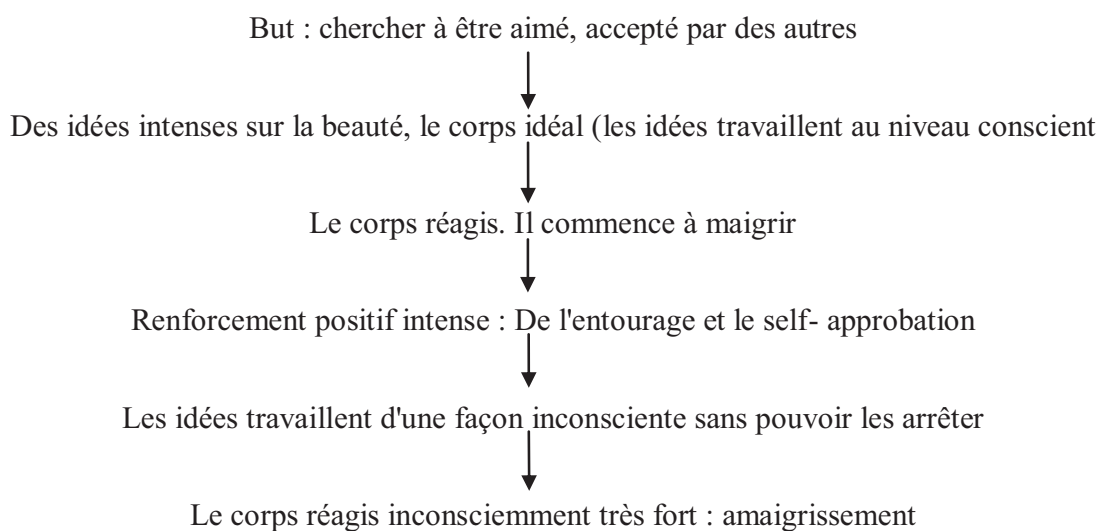 But : chercher à être aimé, accepté par des autres
Des idées intenses sur la beauté, le corps idéal (les idées travaillent au niveau conscient
Le corps réagis. Il commence à maigrir
Renforcement positif intense : De l'entourage et le self- approbation
Les idées travaillent d'une façon inconsciente sans pouvoir les arrêter
Le corps réagis inconsciemment très fort : amaigrissement